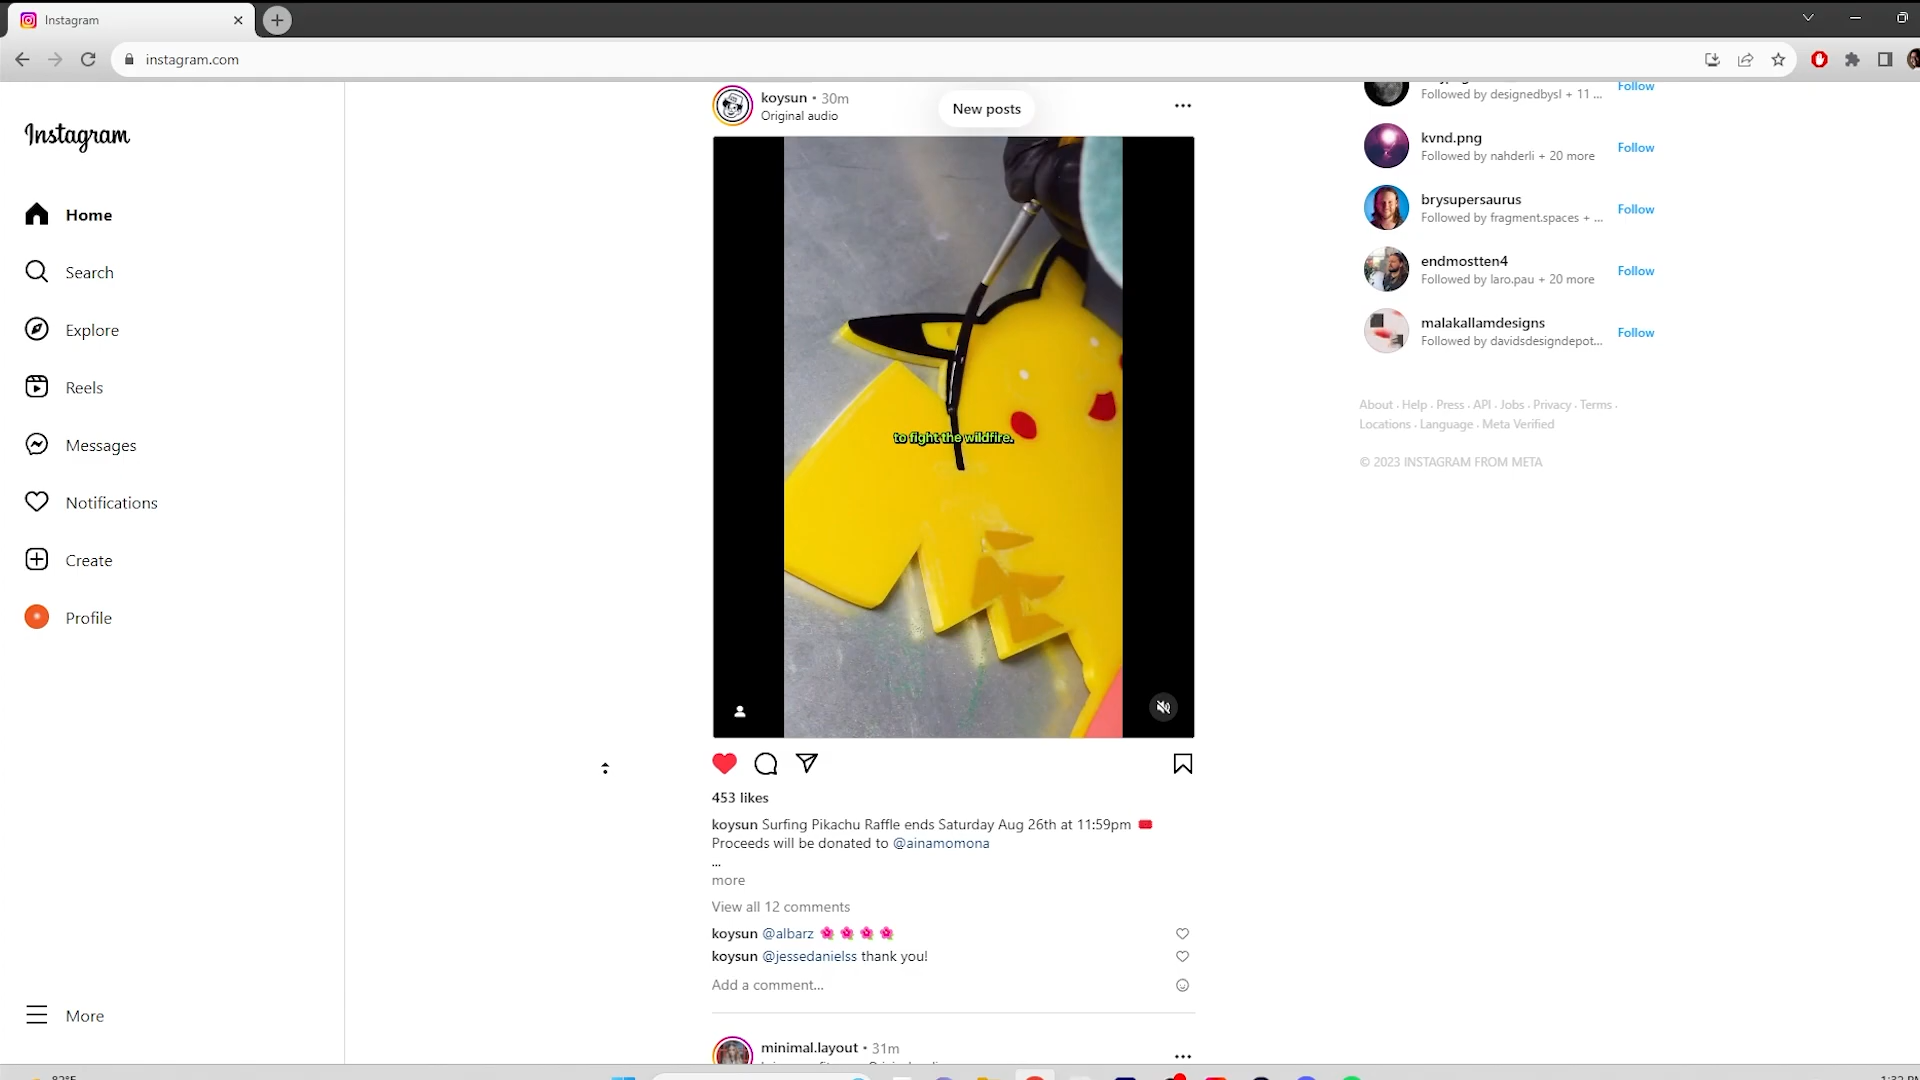 Instagram
instagram.com
Instagram
Home
Search
Explore
Reels
Messages
Notifications
Create
Profile
More
koysun • 30m
Original audio
New posts
to fight the wildfire.
453 likes
koysun Surfing Pikachu Raffle ends Saturday Aug 26th at 11:59pm
Proceeds will be donated to @ainamomona
...
more
View all 12 comments
koysun @albarz 🌺 🌺 🌺 🌺
koysun @jessedanielss thank you!
Add a comment...
minimal.layout • 31m
Followed by designedbysl + 11 ...
Follow
kvnd.png
Followed by nahderli + 20 more
Follow
brysupersaurus
Followed by fragment.spaces + ...
Follow
endmostten4
Followed by laro.pau + 20 more
Follow
malakallamdesigns
Followed by davidsdesigndepot...
Follow
About · Help · Press · API · Jobs · Privacy · Terms ·
Locations · Language · Meta Verified
© 2023 INSTAGRAM FROM META